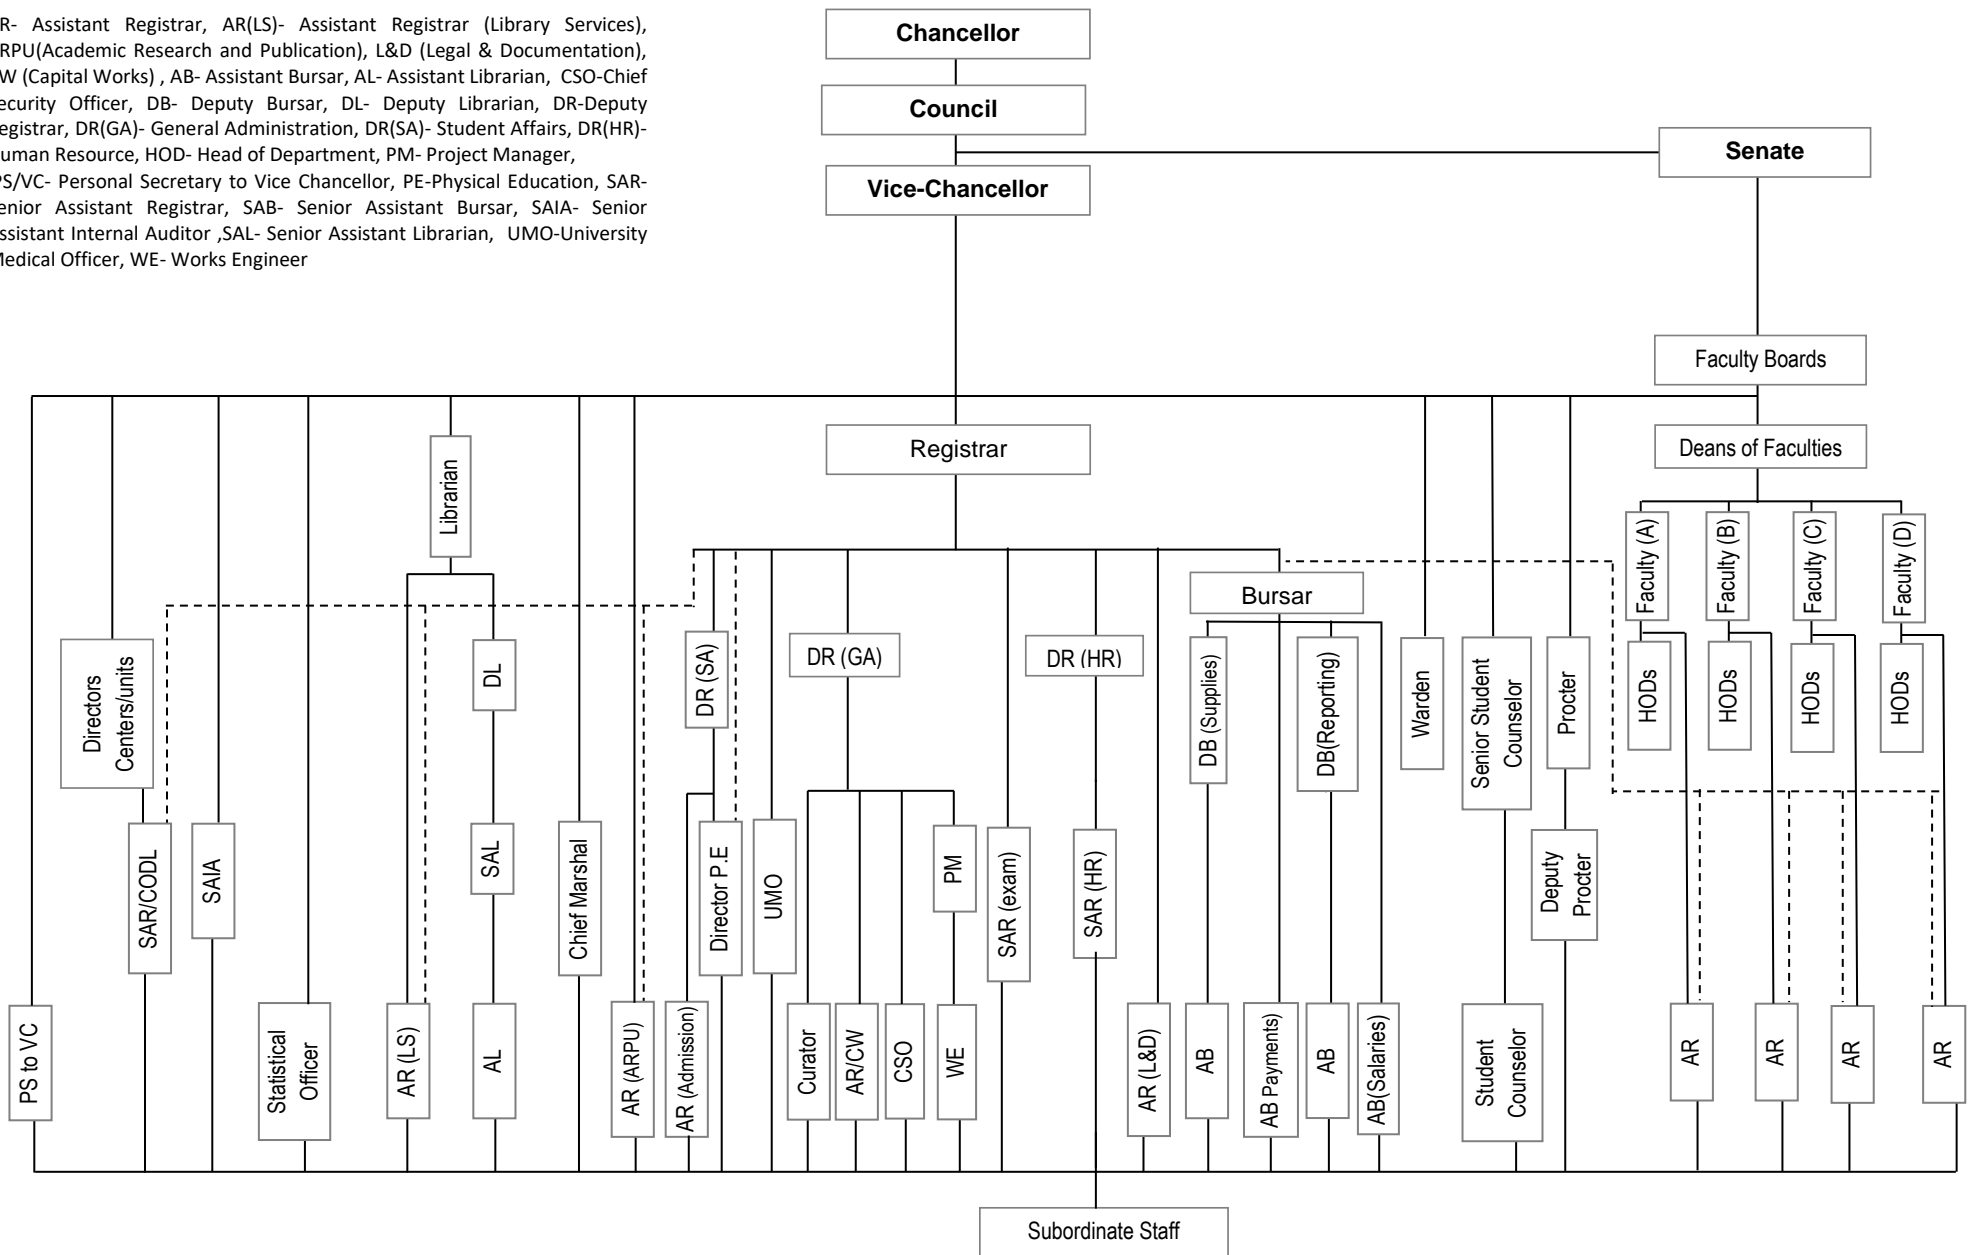 R- Assistant Registrar, AR(LS)- Assistant Registrar (Library Services),
RPU(Academic Research and Publication), L&D (Legal & Documentation),
W (Capital Works) , AB- Assistant Bursar, AL- Assistant Librarian, CSO-Chief
ecurity Officer, DB- Deputy Bursar, DL- Deputy Librarian, DR-Deputy
egistrar, DR(GA)- General Administration, DR(SA)- Student Affairs, DR(HR)-
uman Resource, HOD- Head of Department, PM- Project Manager,
PS/VC- Personal Secretary to Vice Chancellor, PE-Physical Education, SAR-
enior Assistant Registrar, SAB- Senior Assistant Bursar, SAIA- Senior
ssistant Internal Auditor ,SAL- Senior Assistant Librarian, UMO-University
Medical Officer, WE- Works Engineer
Chancellor
Council
Senate
Vice-Chancellor
Faculty Boards
Registrar
Deans of Faculties
Librarian
Faculty (A)
Faculty (B)
Faculty (C)
Faculty (D)
Bursar
Directors
Centers/units
DL
DR (SA)
DR (GA)
DR (HR)
DB (Supplies)
DB(Reporting)
Warden
Senior Student
Counselor
Procter
HODs
HODs
HODs
HODs
SAR/CODL
SAIA
SAL
Chief Marshal
Director P.E
UMO
PM
SAR (exam)
SAR (HR)
Deputy
Procter
PS to VC
Statistical
Officer
AR (LS)
AL
AR (ARPU)
AR (Admission)
Curator
AR/CW
CSO
WE
AR (L&D)
AB
AB Payments)
AB
AB(Salaries)
Student
Counselor
AR
AR
AR
AR
Subordinate Staff